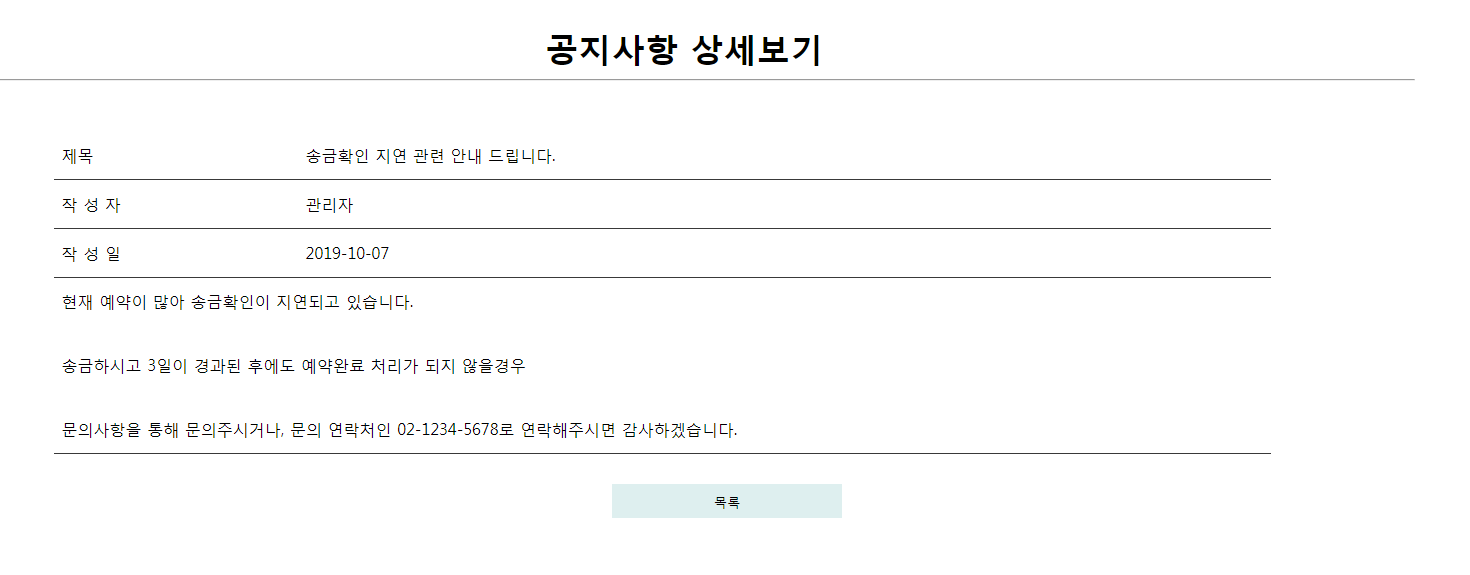 공지사항 상세보기
제목 송금확인 지연 관련 안내 드립니다.
작 성 자 관리자
작 성 일 2019-10-07
현재 예약이 많아 송금확인이 지연되고 있습니다.
송금하시고 3일이 경과된 후에도 예약완료 처리가 되지 않을경우
문의사항을 통해 문의주시거나, 문의 연락처인 02-1234-5678로 연락해주시면 감사하겠습니다.
목록